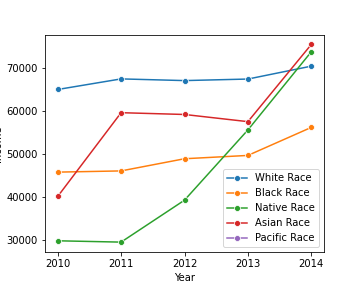 70000
60000
50000
40000
30000
2010 2011 2012 2013 2014
Year
White Race
Black Race
Native Race
Asian Race
Pacific Race